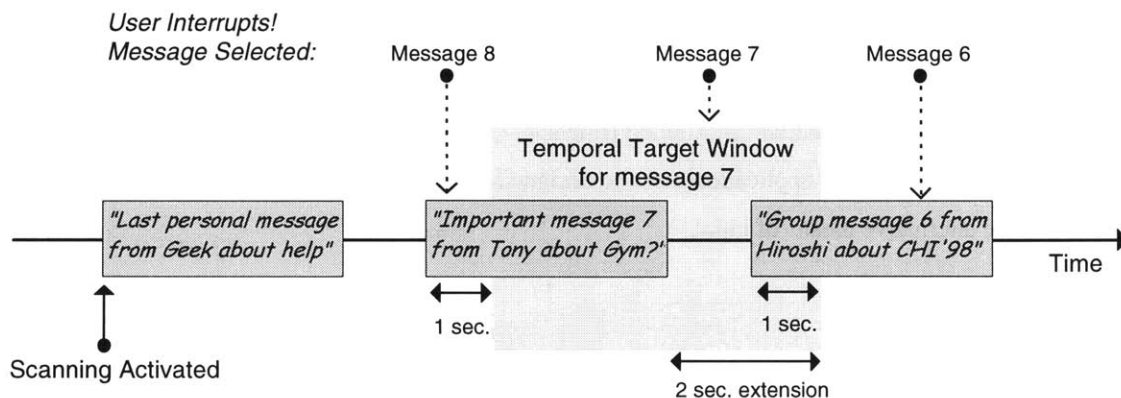 User Interrupts!
Message Selected:
Message 8
Message 7
Message 6
Temporal Target Window
for message 7
"Last personal message
from Geek about help"
"Important message 7
from Tony about Gym?"
"Group message 6 from
Hiroshi about CHI'98"
Time
1 sec.
1 sec.
Scanning Activated
2 sec. extension